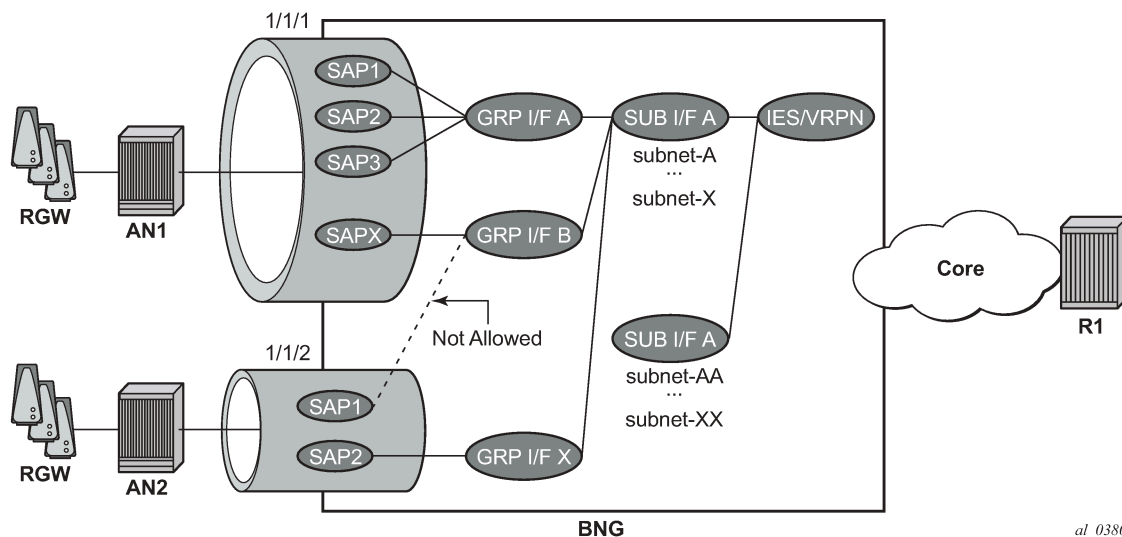 1/1/1
SAP1
SAP2
SAP3
SAPX
GRP I/F A
SUB I/F A
IES/VRPN
subnet-A
...
subnet-X
GRP I/F B
RGW
AN1
Not Allowed
Core
R1
1/1/2
SUB I/F A
subnet-AA
...
subnet-XX
SAP1
SAP2
GRP I/F X
RGW
AN2
BNG